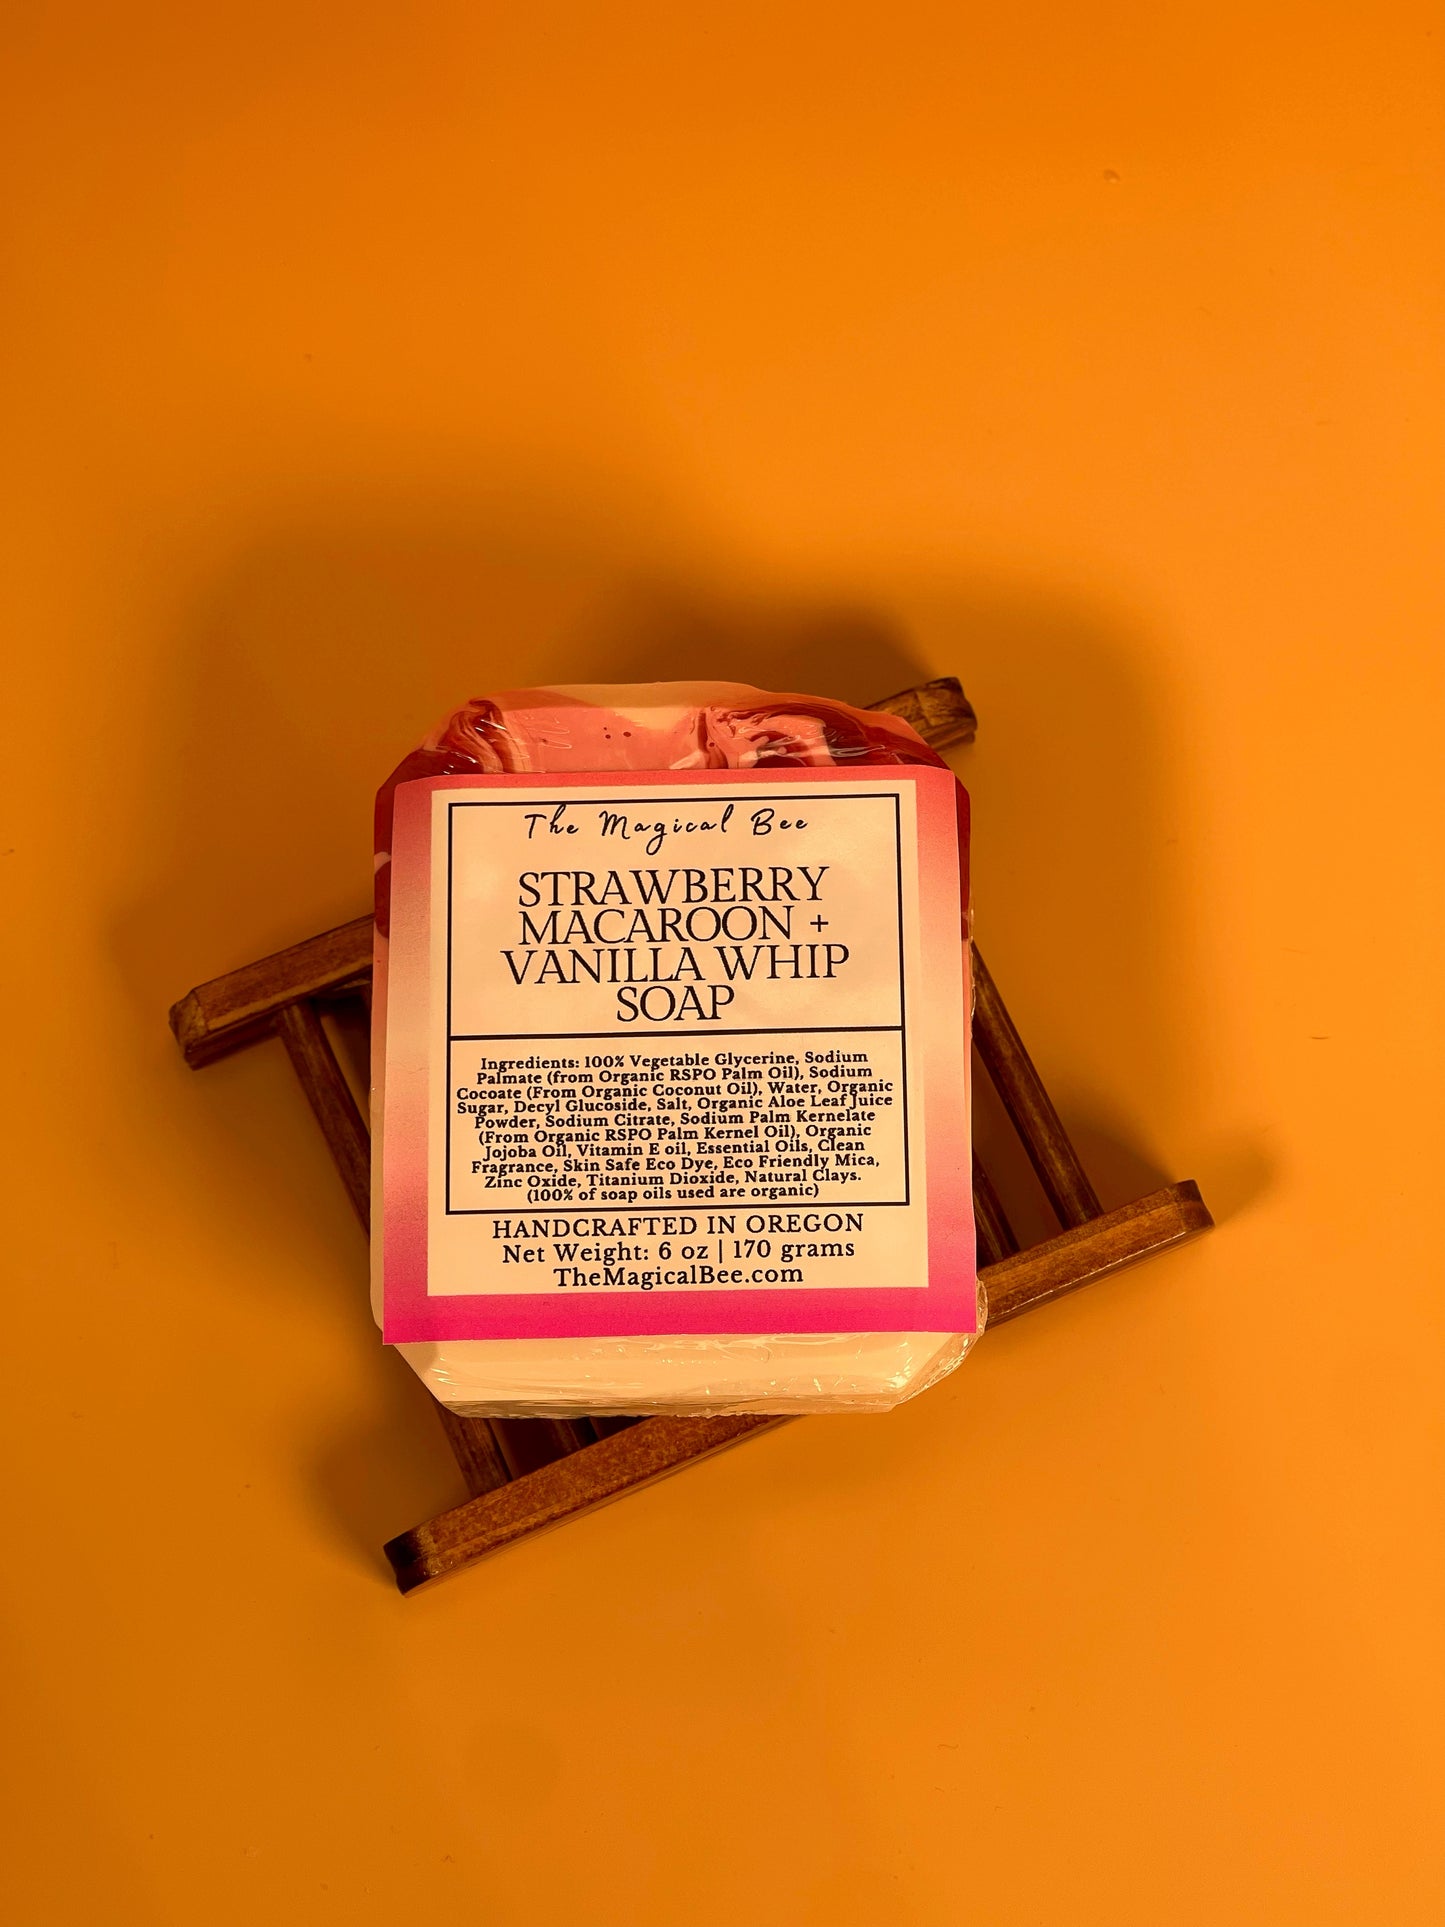 The Magical Bee
STRAWBERRY
MACAROON +
VANILLA WHIP
SOAP
Ingredients: 100% Vegetable Glycerine, Sodium
Palmate (from Organic RSPO Palm Oil), Sodium
Cocoate (From Organic Coconut Oil), Water, Organic
Sugar, Decyl Glucoside, Salt, Organic Aloe Leaf Juice
Powder, Sodium Citrate, Sodium Palm Kernelate
(From Organic RSPO Palm Kernel Oil), Organic
Jojoba Oil, Vitamin E oil, Essential Oils, Clean
Fragrance, Skin Safe Eco Dye, Eco Friendly Mica,
Zinc Oxide, Titanium Dioxide, Natural Clays.
(100% of soap oils used are organic)
HANDCRAFTED IN OREGON
Net Weight: 6 oz | 170 grams
TheMagicalBee.com